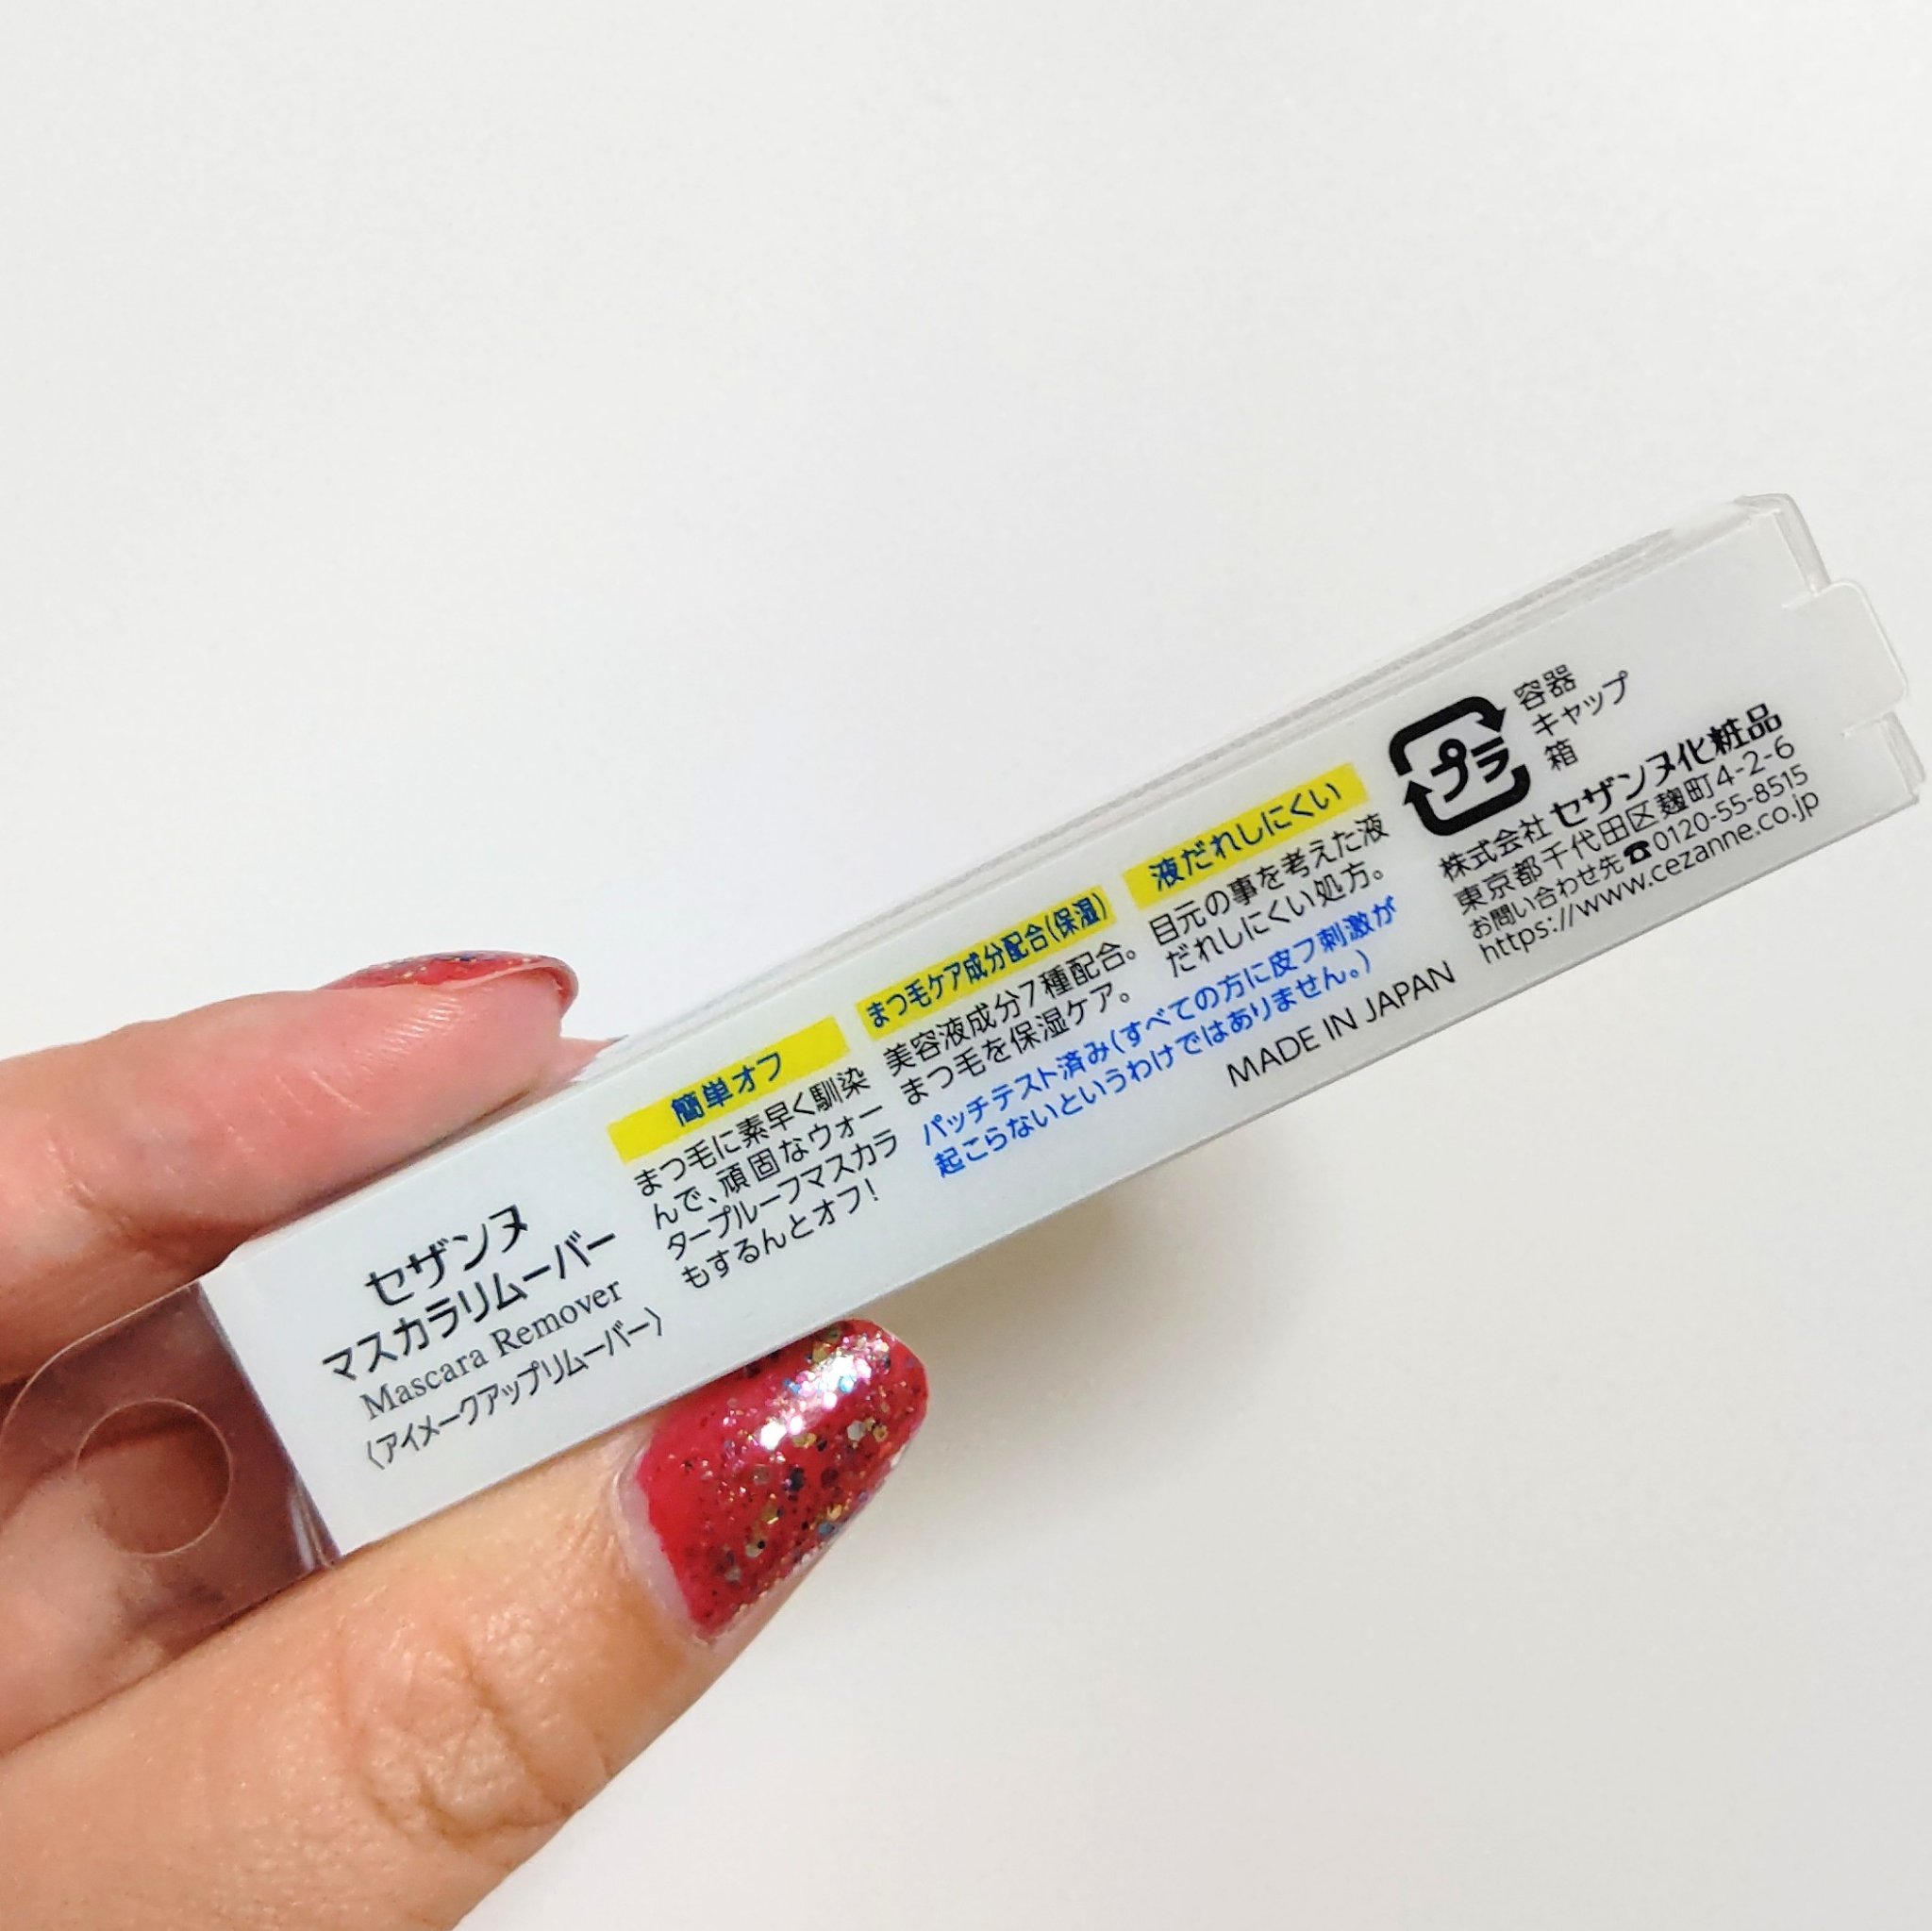 セザンヌ
マスカラリムーバー
Mascara Remover
〈アイメークアップリムーバー〉
簡単オフ
まつ毛に素早く馴染
んで、頑固なウォー
タープルーフマスカラ
もするんとオフ!
まつ毛ケア成分配合(保湿)
美容液成分7種配合。
まつ毛を保湿ケア。
液だれしにくい
目元の事を考えた液
だれしにくい処方。
パッチテスト済み(すべての方に皮フ刺激が
起こらないというわけではありません。)
MADE IN JAPAN
プラ
容器
キャップ
箱
株式会社 セザンヌ化粧品
東京都千代田区麹町4-2-6
お問い合わせ先☎0120-55-8515
https://www.cezanne.co.jp